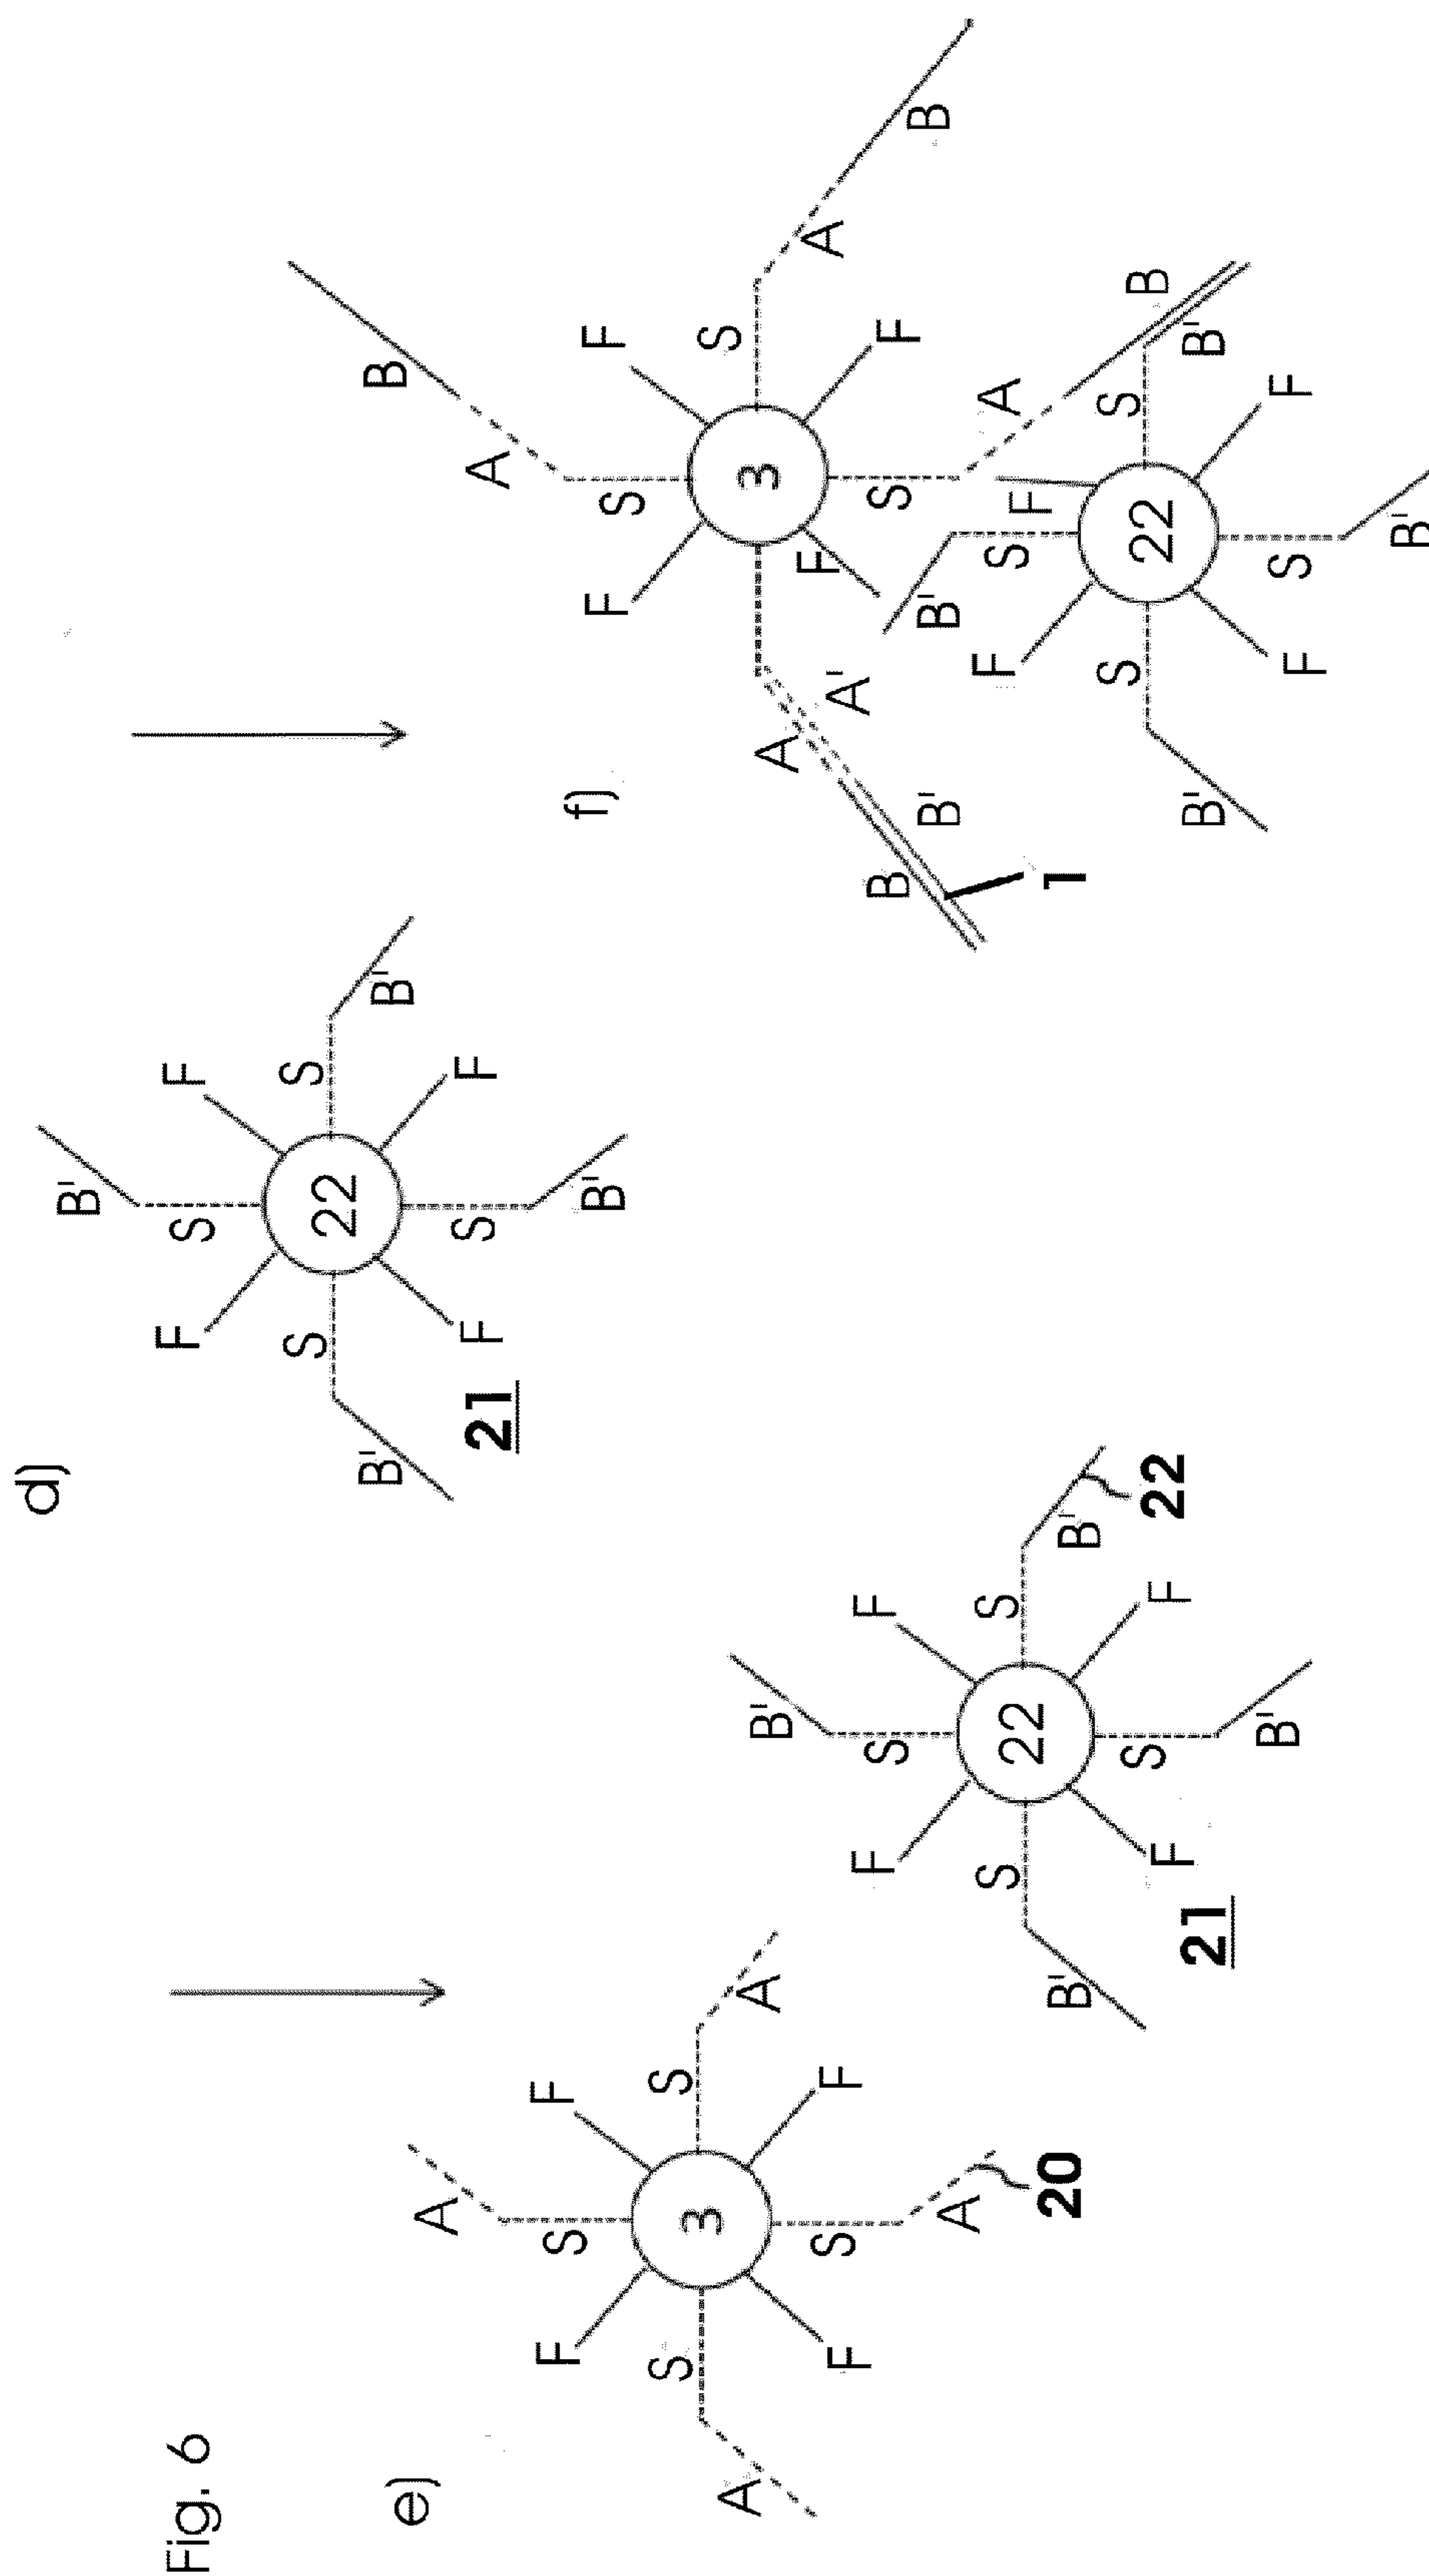 Fig. 6
d)
B'
F S F
S 22 S
B' B'
F S F
B'
21
e)
A
F S F
S 3 S
A A
F S F
A
20
B'
F S F
S 22 S
B' B'
F S F
B'
22
21
f)
B
A
F S F
3 S
A F F A
A'
B S B
B' B' A
F S F
1
S S B
22
B' B'
F S F
B'